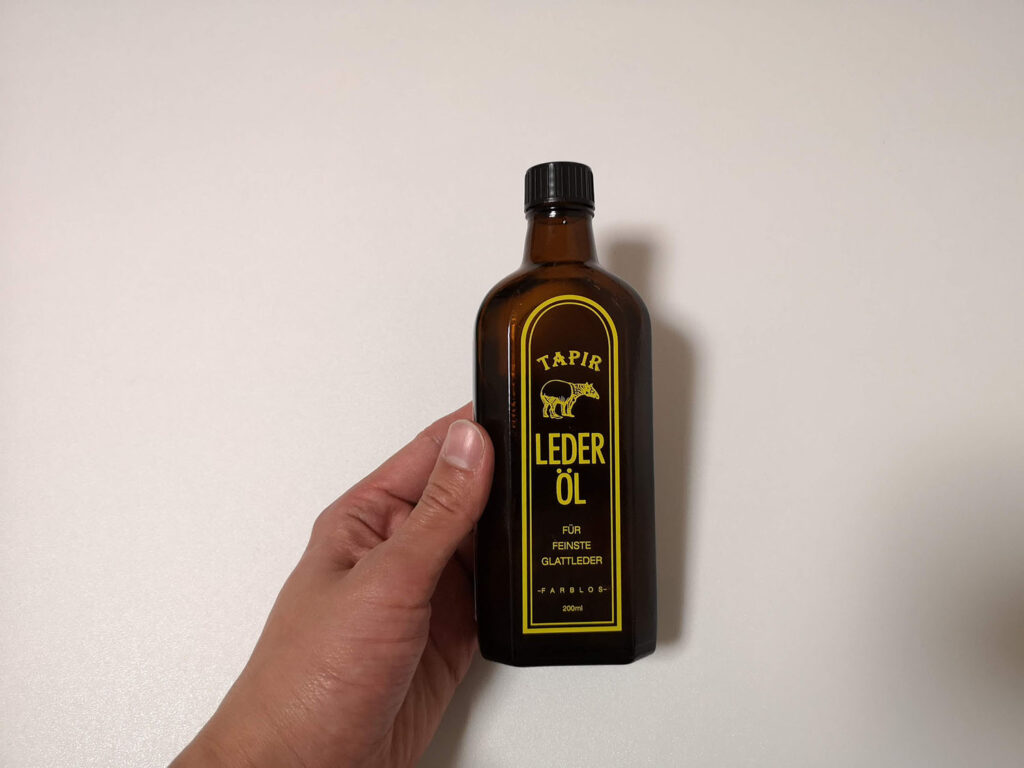 TAPIR
LEDER
ÖL
FÜR
FEINSTE
GLATTLEDER
-FARBLOS-
200ml